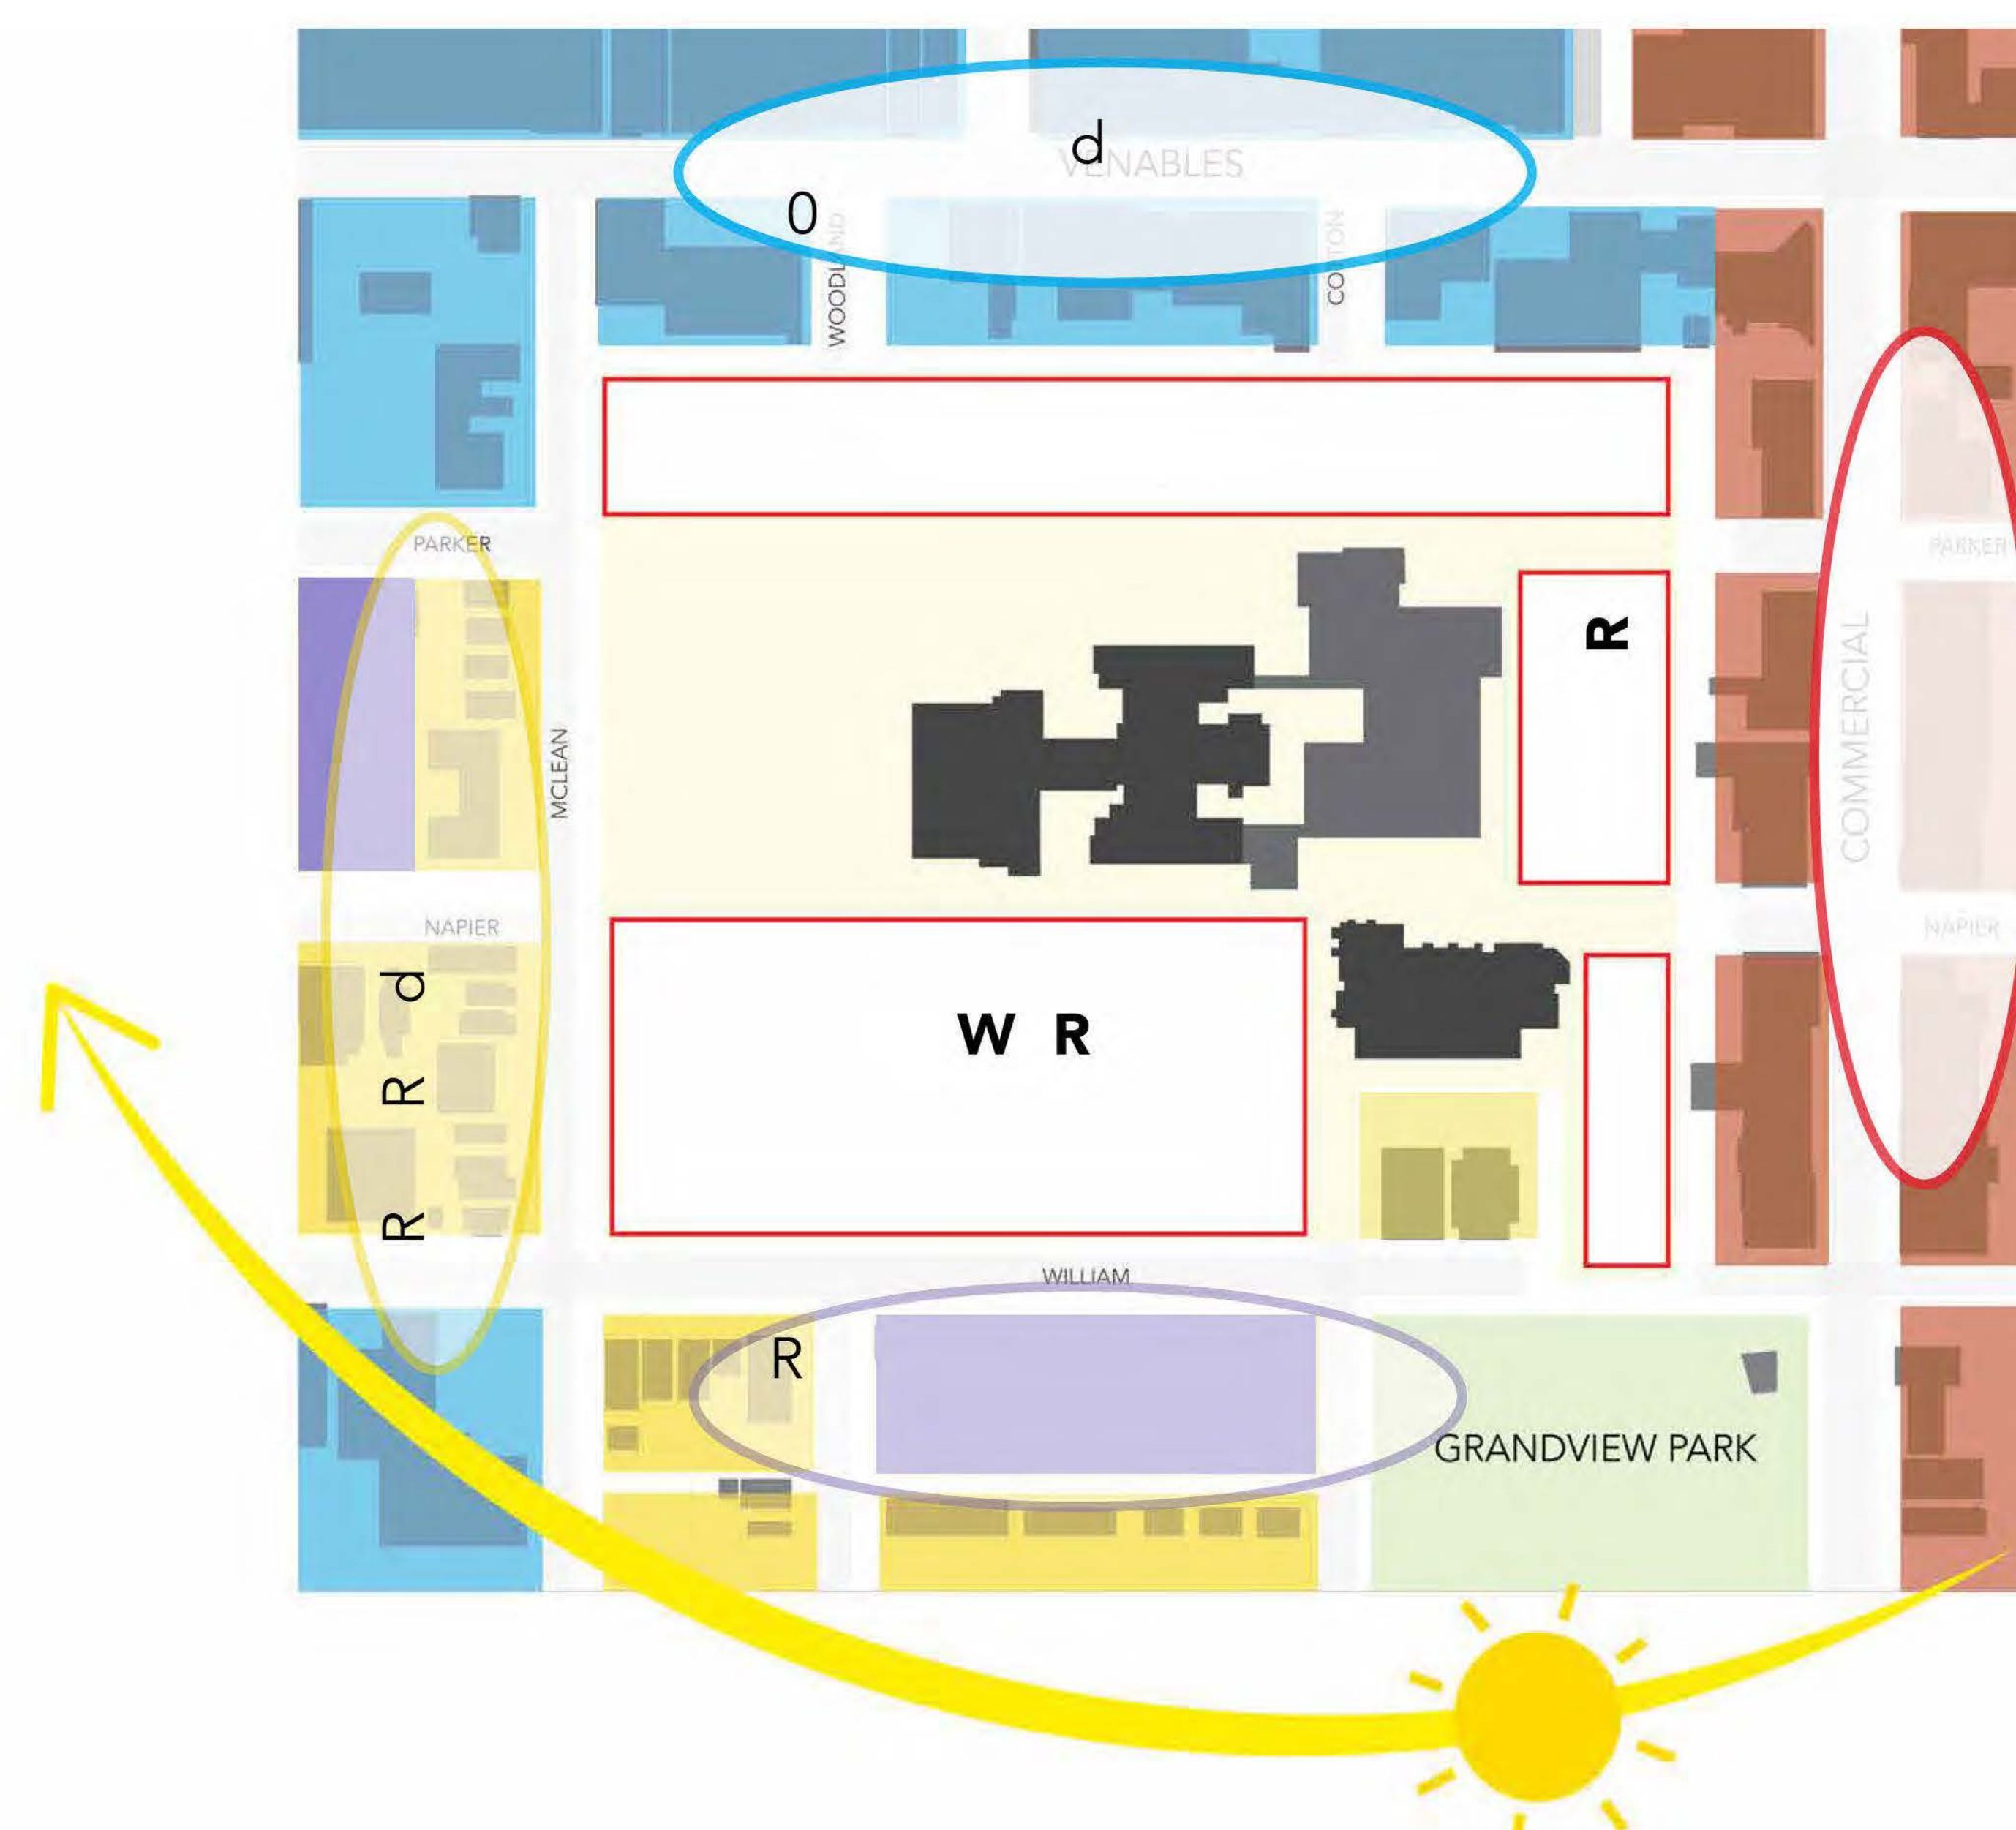 d
VENABLES
0
WOODLAND
COTTON
PARKER
PARKER
R
COMMERCIAL
MCLEAN
NAPIER
NAPIER
R R d
W R
WILLIAM
R
GRANDVIEW PARK